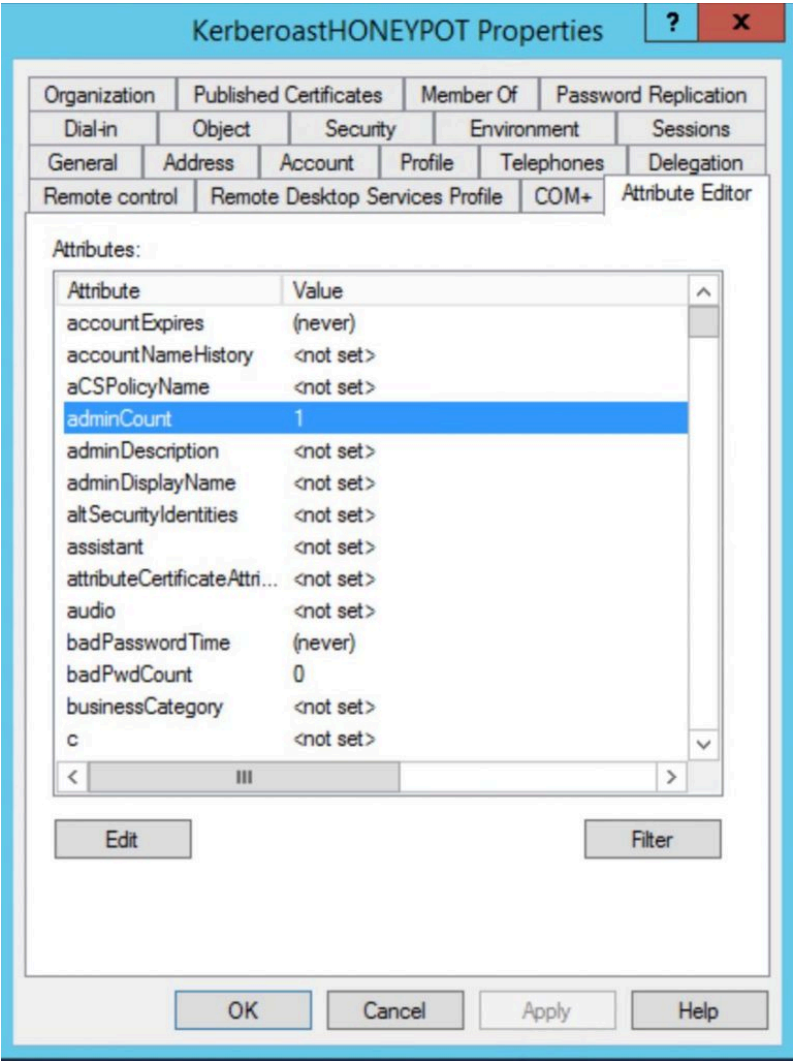 KerberoastHONEYPOT Properties ? x
Organization Published Certificates Member Of Password Replication
Dial-in Object Security Environment Sessions
General Address Account Profile Telephones Delegation
Remote control Remote Desktop Services Profile COM+ Attribute Editor
Attributes:
Attribute Value
accountExpires (never)
accountNameHistory <not set>
aCSPolicyName <not set>
adminCount 1
adminDescription <not set>
adminDisplayName <not set>
altSecurityIdentities <not set>
assistant <not set>
attributeCertificateAttri... <not set>
audio <not set>
badPasswordTime (never)
badPwdCount 0
businessCategory <not set>
c <not set>
Edit Filter
OK Cancel Apply Help